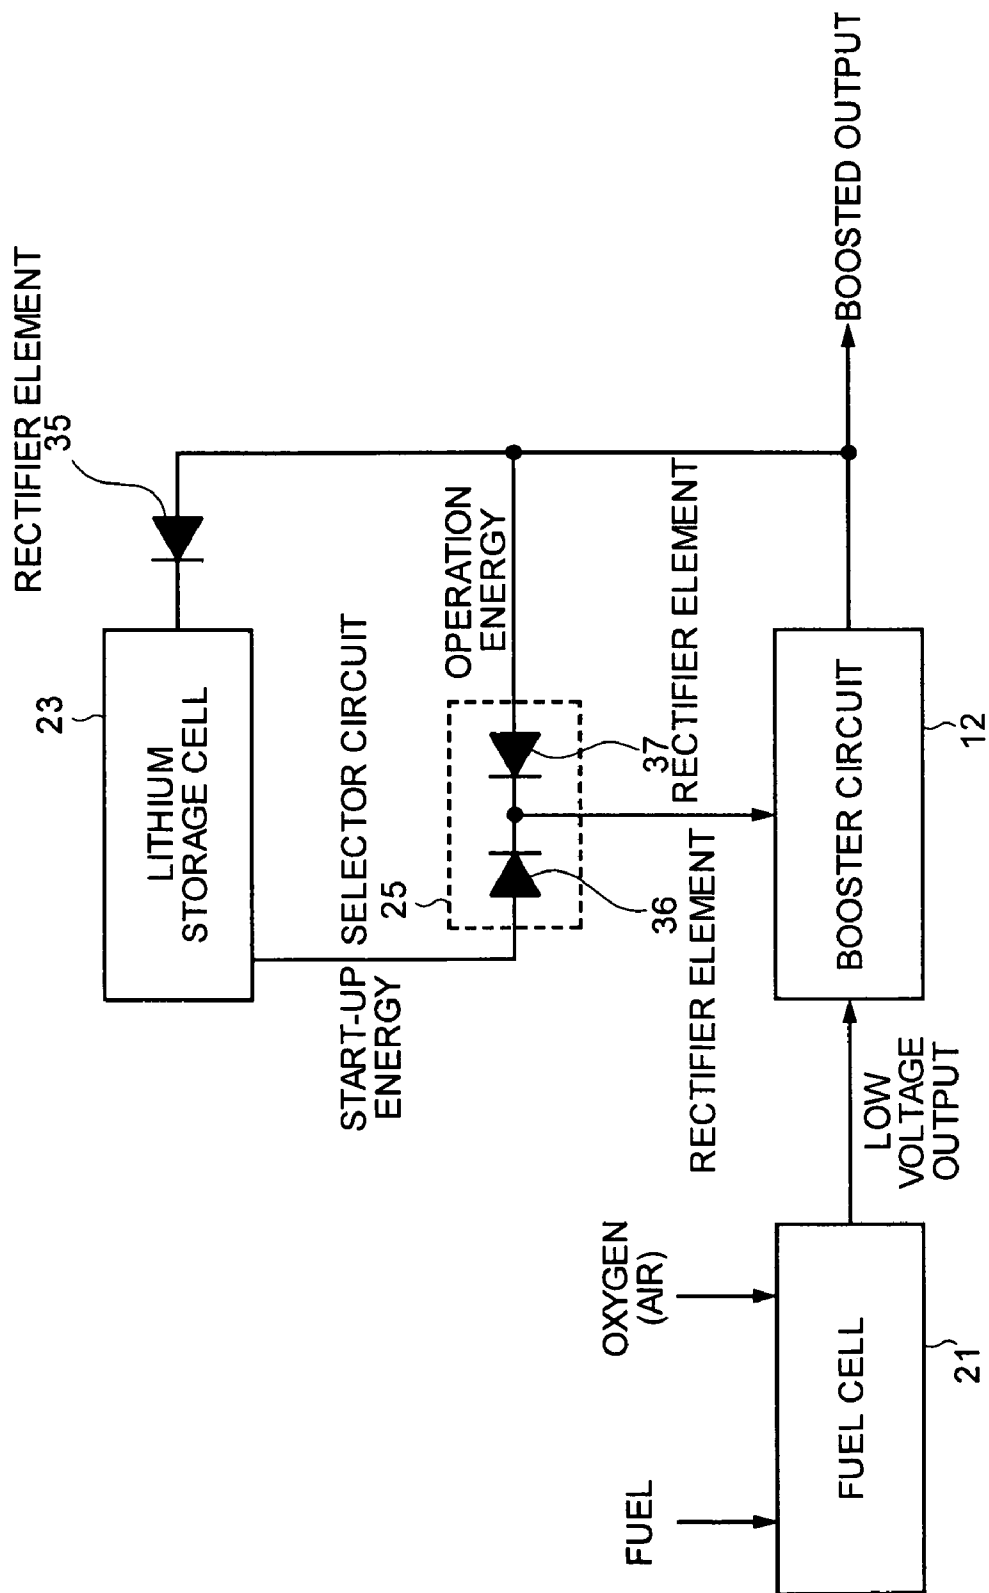 RECTIFIER ELEMENT
35
23
LITHIUM
STORAGE CELL
START-UP
ENERGY
SELECTOR CIRCUIT
25
OPERATION
ENERGY
36
37
RECTIFIER ELEMENT
RECTIFIER ELEMENT
FUEL
OXYGEN
(AIR)
FUEL CELL
21
LOW
VOLTAGE
OUTPUT
BOOSTER CIRCUIT
12
BOOSTED OUTPUT